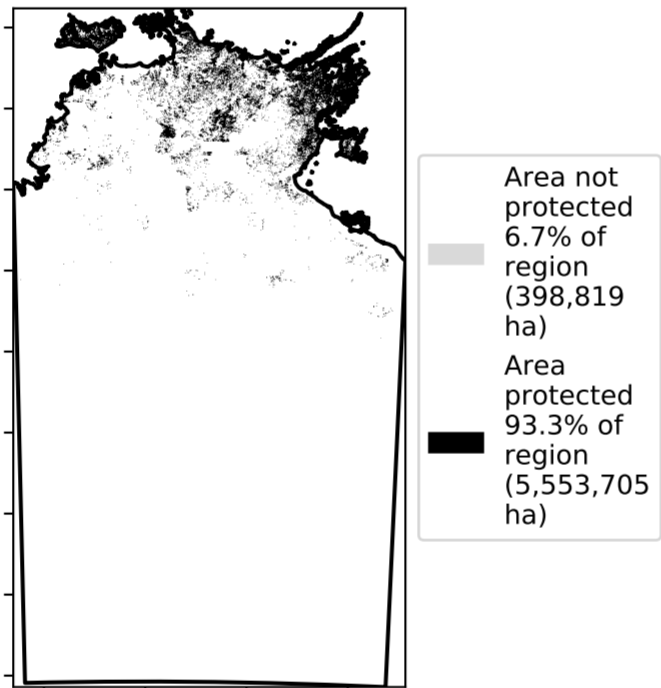 Area not
protected
6.7% of
region
(398,819
ha)
Area
protected
93.3% of
region
(5,553,705
ha)